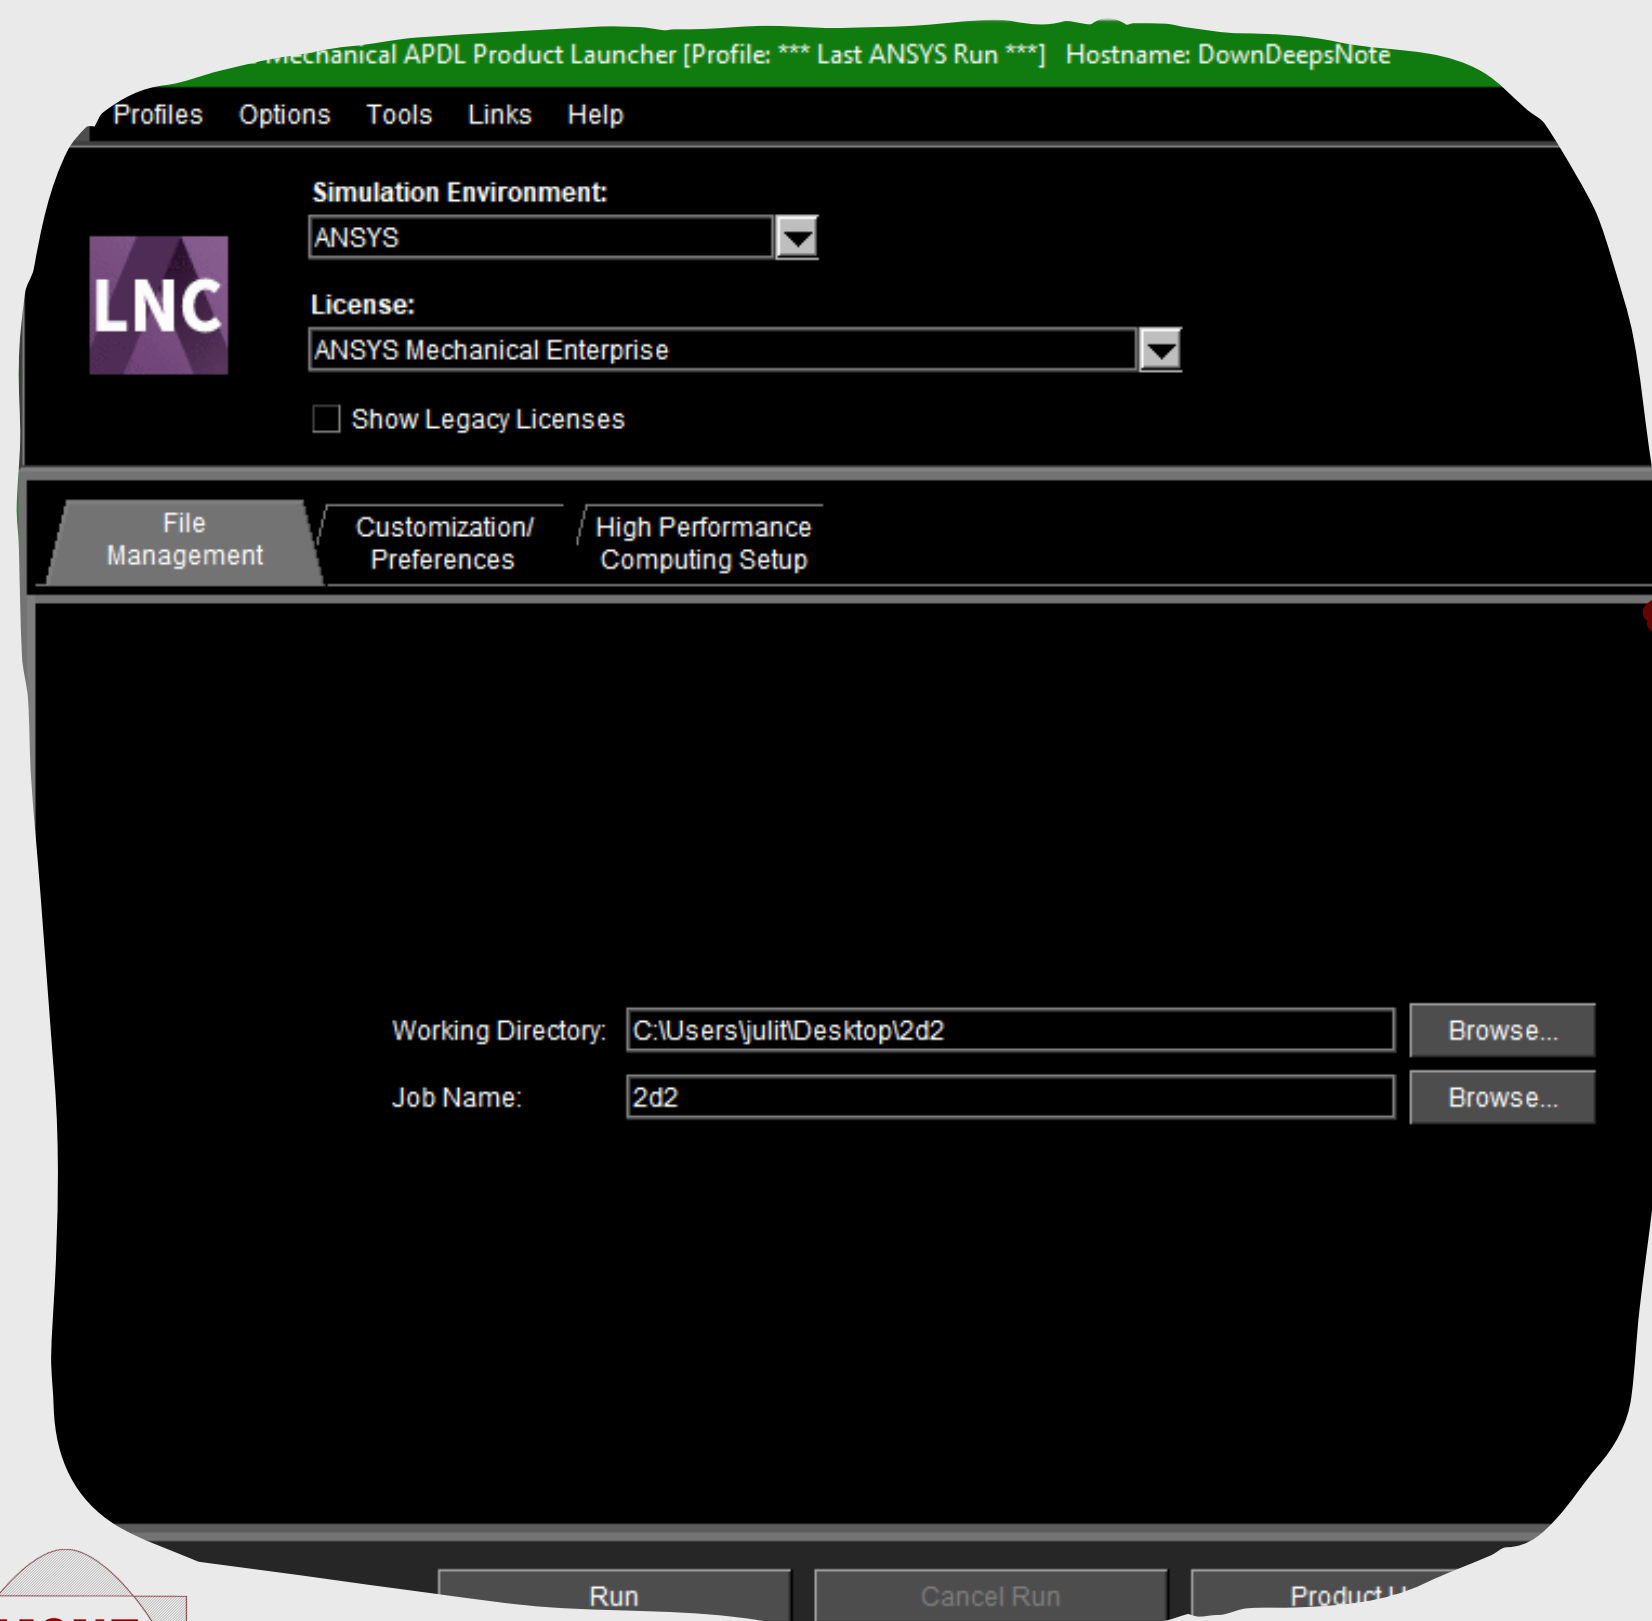 Mechanical APDL Product Launcher [Profile: *** Last ANSYS Run ***] Hostname: DownDeepsNote
Profiles Options Tools Links Help
Simulation Environment:
ANSYS
LNC
License:
ANSYS Mechanical Enterprise
Show Legacy Licenses
File
Management
Customization/
Preferences
High Performance
Computing Setup
Working Directory: C:\Users\julit\Desktop\2d2 Browse...
Job Name: 2d2 Browse...
Run Cancel Run Product